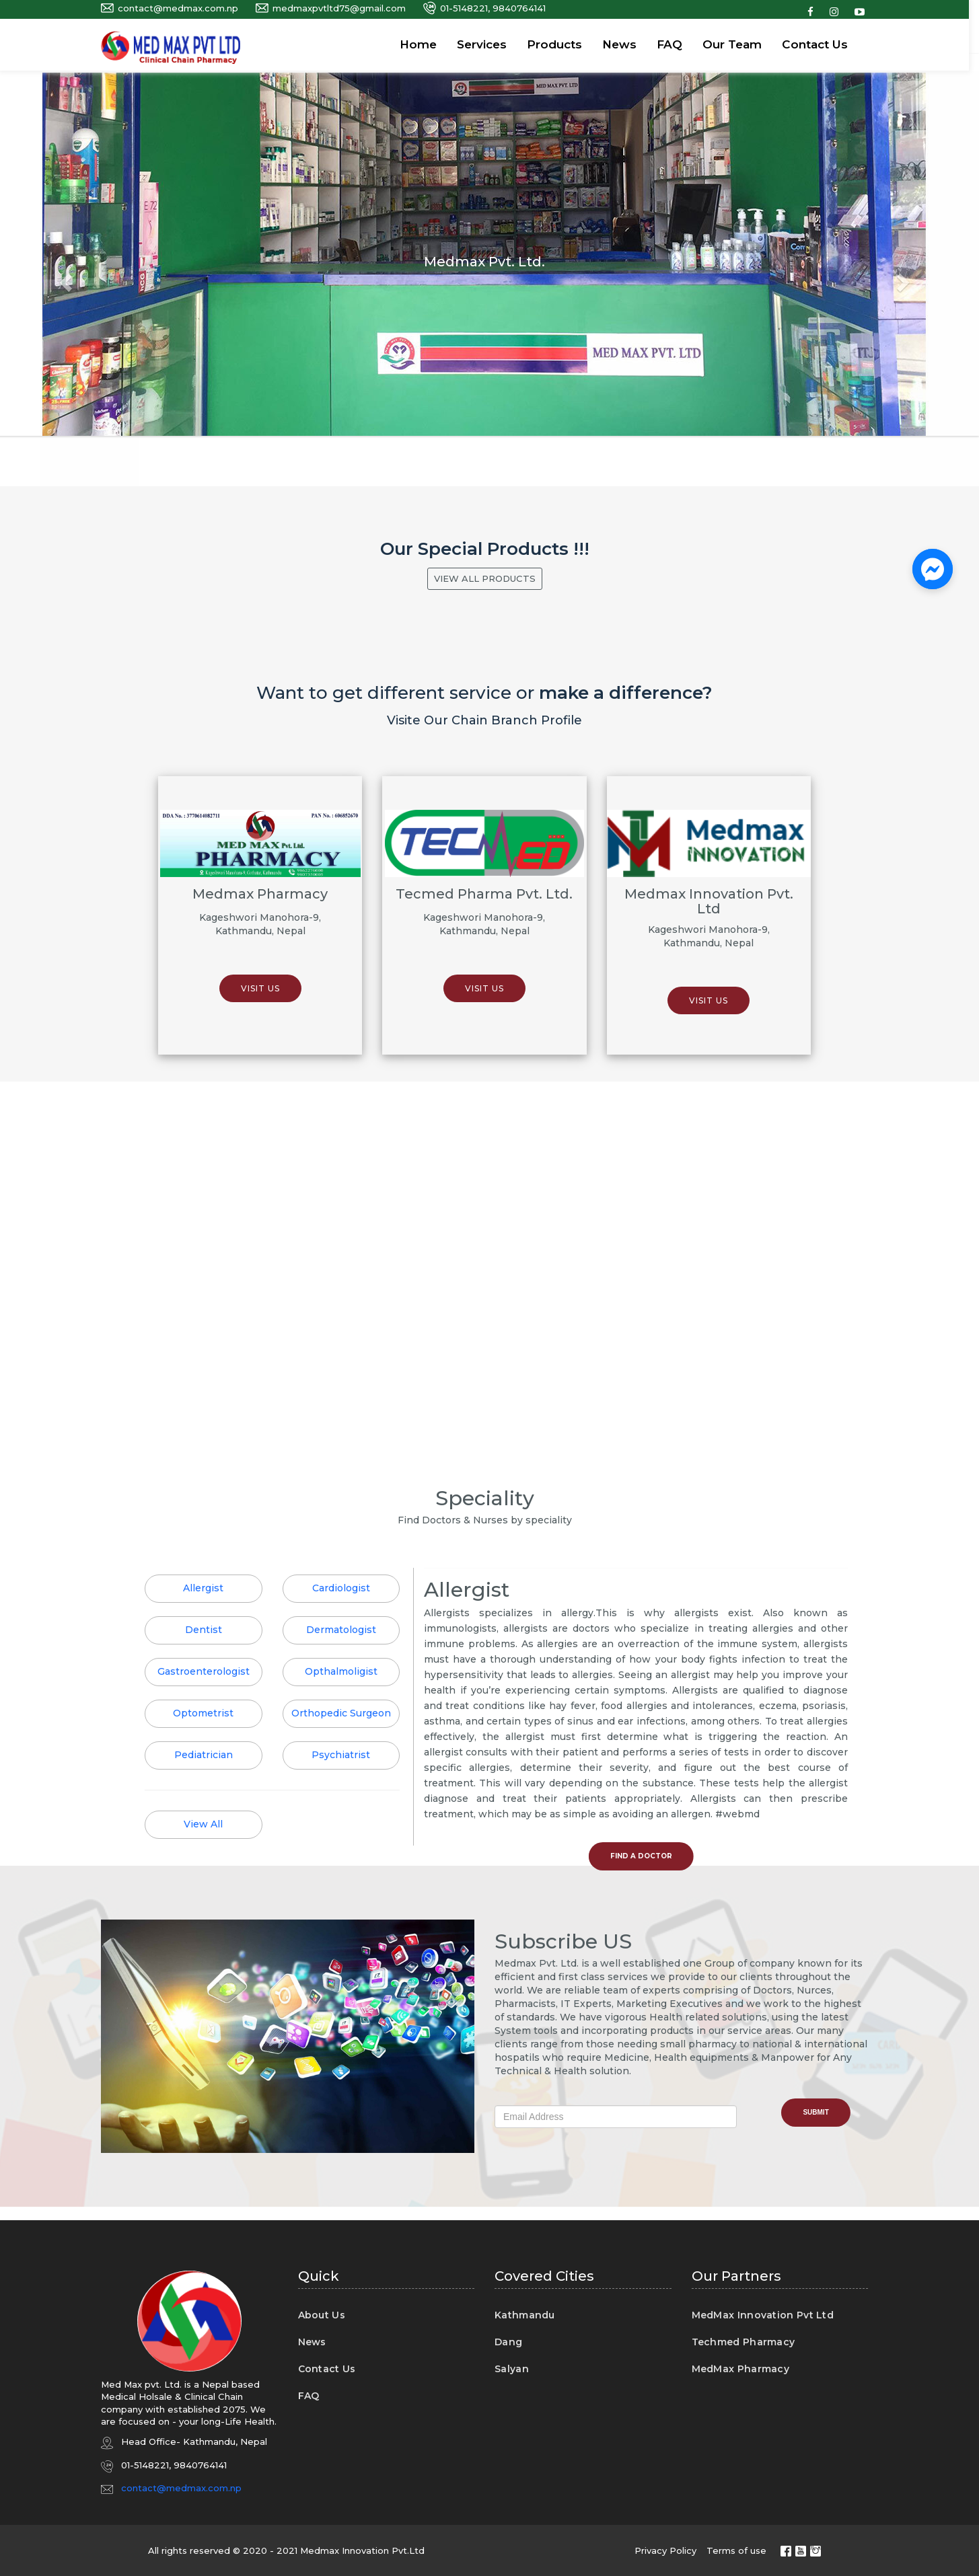 contact@medmax.com.np medmaxpvtltd75@gmail.com 01-5148221, 9840764141
MED MAX PVT LTD
Clinical Chain Pharmacy
Home Services Products News FAQ Our Team Contact Us
MED MAX PVT. LTD
Medmax Pvt. Ltd.
MED MAX PVT. LTD
Our Special Products !!!
VIEW ALL PRODUCTS
Want to get different service or make a difference?
Visite Our Chain Branch Profile
DDA No. : 3770614082711 PAN No. : 606852670
MED MAX Pvt. Ltd.
PHARMACY
TECMED
Medmax
INNOVATION
Medmax Pharmacy
Kageshwori Manohora-9,
Kathmandu, Nepal
VISIT US
Tecmed Pharma Pvt. Ltd.
Kageshwori Manohora-9,
Kathmandu, Nepal
VISIT US
Medmax Innovation Pvt.
Ltd
Kageshwori Manohora-9,
Kathmandu, Nepal
VISIT US
Speciality
Find Doctors & Nurses by speciality
Allergist Cardiologist
Dentist Dermatologist
Gastroenterologist Opthalmoligist
Optometrist Orthopedic Surgeon
Pediatrician Psychiatrist
View All
Allergist
Allergists specializes in allergy.This is why allergists exist. Also known as
immunologists, allergists are doctors who specialize in treating allergies and other
immune problems. As allergies are an overreaction of the immune system, allergists
must have a thorough understanding of how your body fights infection to treat the
hypersensitivity that leads to allergies. Seeing an allergist may help you improve your
health if you're experiencing certain symptoms. Allergists are qualified to diagnose
and treat conditions like hay fever, food allergies and intolerances, eczema, psoriasis,
asthma, and certain types of sinus and ear infections, among others. To treat allergies
effectively, the allergist must first determine what is triggering the reaction. An
allergist consults with their patient and performs a series of tests in order to discover
specific allergies, determine their severity, and figure out the best course of
treatment. This will vary depending on the substance. These tests help the allergist
diagnose and treat their patients appropriately. Allergists can then prescribe
treatment, which may be as simple as avoiding an allergen. #webmd
FIND A DOCTOR
Subscribe US
Medmax Pvt. Ltd. is a well established one Group of company known for its
efficient and first class services we provide to our clients throughout the
world. We are reliable team of experts comprising of Doctors, Nurces,
Pharmacists, IT Experts, Marketing Executives and we work to the highest
of standards. We have vigorous Health related solutions, using the latest
System tools and incorporating products in our service areas. Our many
clients range from those needing small pharmacy to national & international
hospatils who require Medicine, Health equipments & Manpower for Any
Technical & Health solution.
Email Address
SUBMIT
Med Max pvt. Ltd. is a Nepal based
Medical Holsale & Clinical Chain
company with established 2075. We
are focused on - your long-Life Health.
Head Office- Kathmandu, Nepal
01-5148221, 9840764141
contact@medmax.com.np
Quick
About Us
News
Contact Us
FAQ
Covered Cities
Kathmandu
Dang
Salyan
Our Partners
MedMax Innovation Pvt Ltd
Techmed Pharmacy
MedMax Pharmacy
All rights reserved © 2020 - 2021 Medmax Innovation Pvt.Ltd
Privacy Policy Terms of use